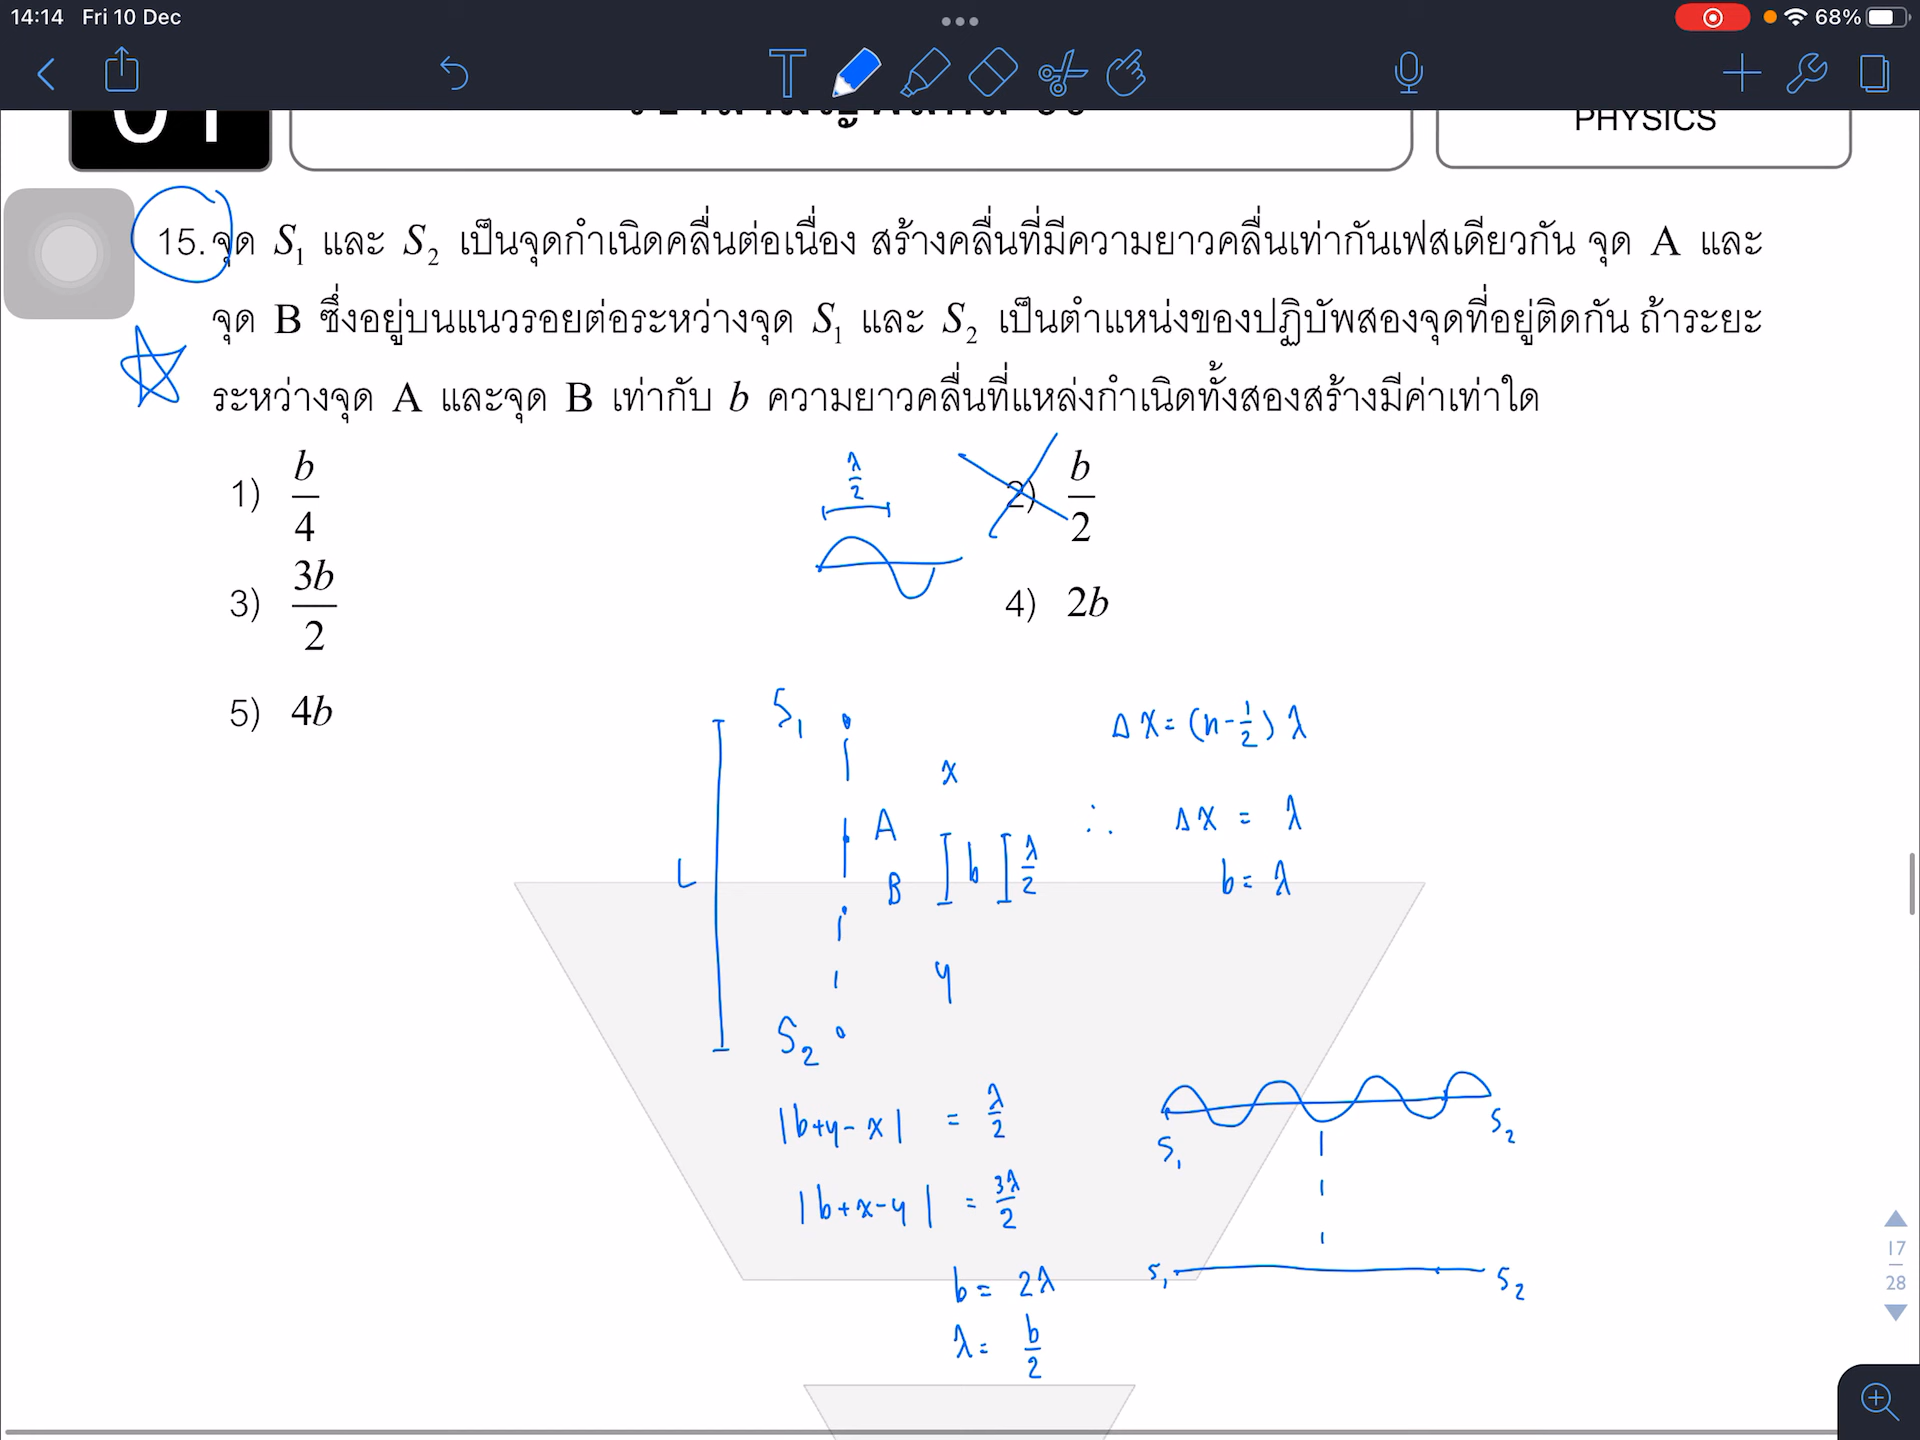 14:14 Fri 10 Dec
68%
01
PHYSICS
15. จุด S1 และ S2 เป็นจุดกำเนิดคลื่นต่อเนื่อง สร้างคลื่นที่มีความยาวคลื่นเท่ากันเฟสเดียวกัน จุด A และ
จุด B ซึ่งอยู่บนแนวรอยต่อระหว่างจุด S1 และ S2 เป็นตำแหน่งของปฏิบัพสองจุดที่อยู่ติดกัน ถ้าระยะ
ระหว่างจุด A และจุด B เท่ากับ b ความยาวคลื่นที่แหล่งกำเนิดทั้งสองสร้างมีค่าเท่าใด
1) b/4
λ/2
2) b/2
3) 3b/2
4) 2b
5) 4b
S1
Δx = (n - 1/2) λ
x
A
∴ Δx = λ
L
B
b
λ/2
b = λ
y
S2
|b+y-x| = λ/2
S1
S2
|b+x-y| = 3λ/2
S1
S2
b = 2λ
λ = b/2
17
28